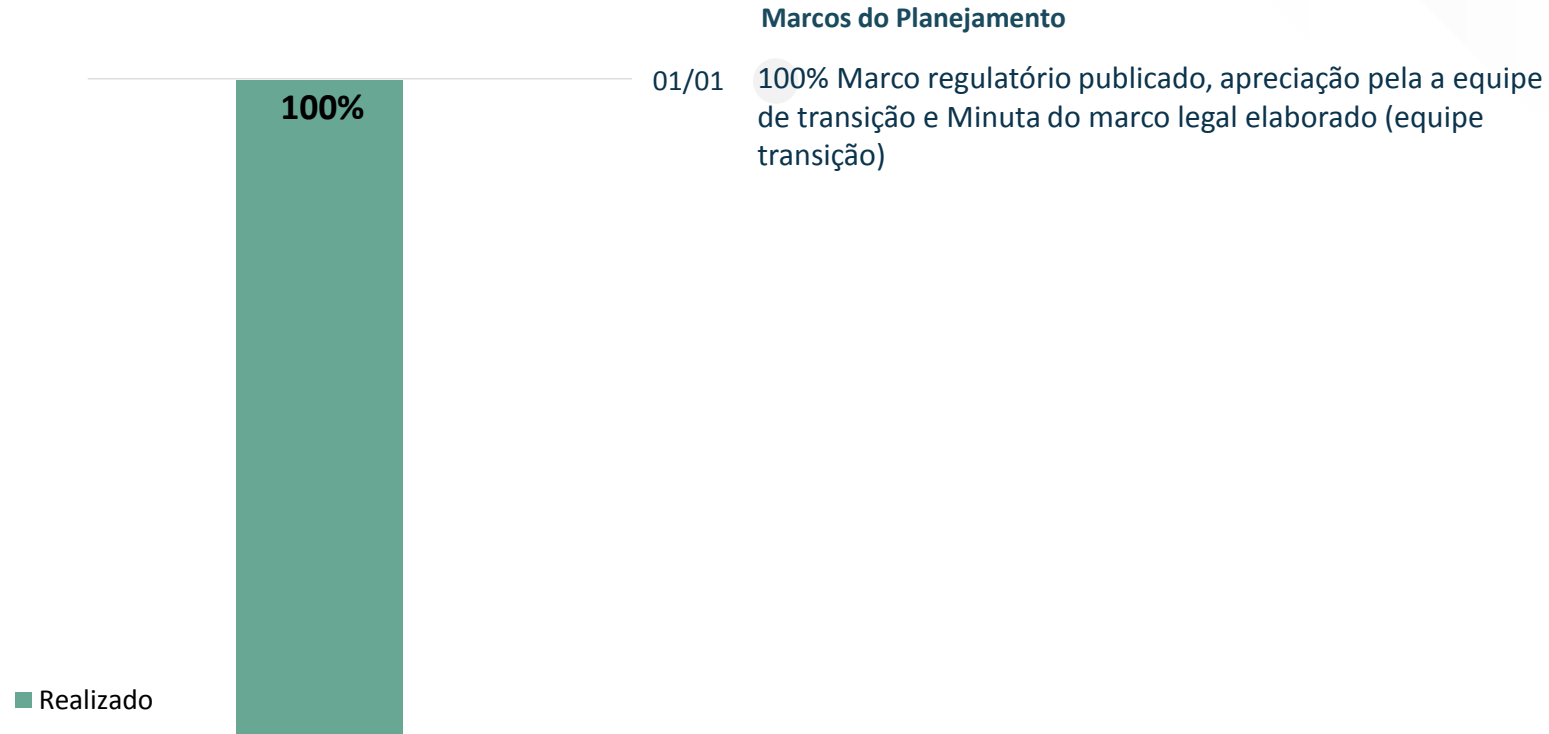 Marcos do Planejamento
01/01
100% Marco regulatório publicado, apreciação pela a equipe
de transição e Minuta do marco legal elaborado (equipe
transição)
100%
Realizado